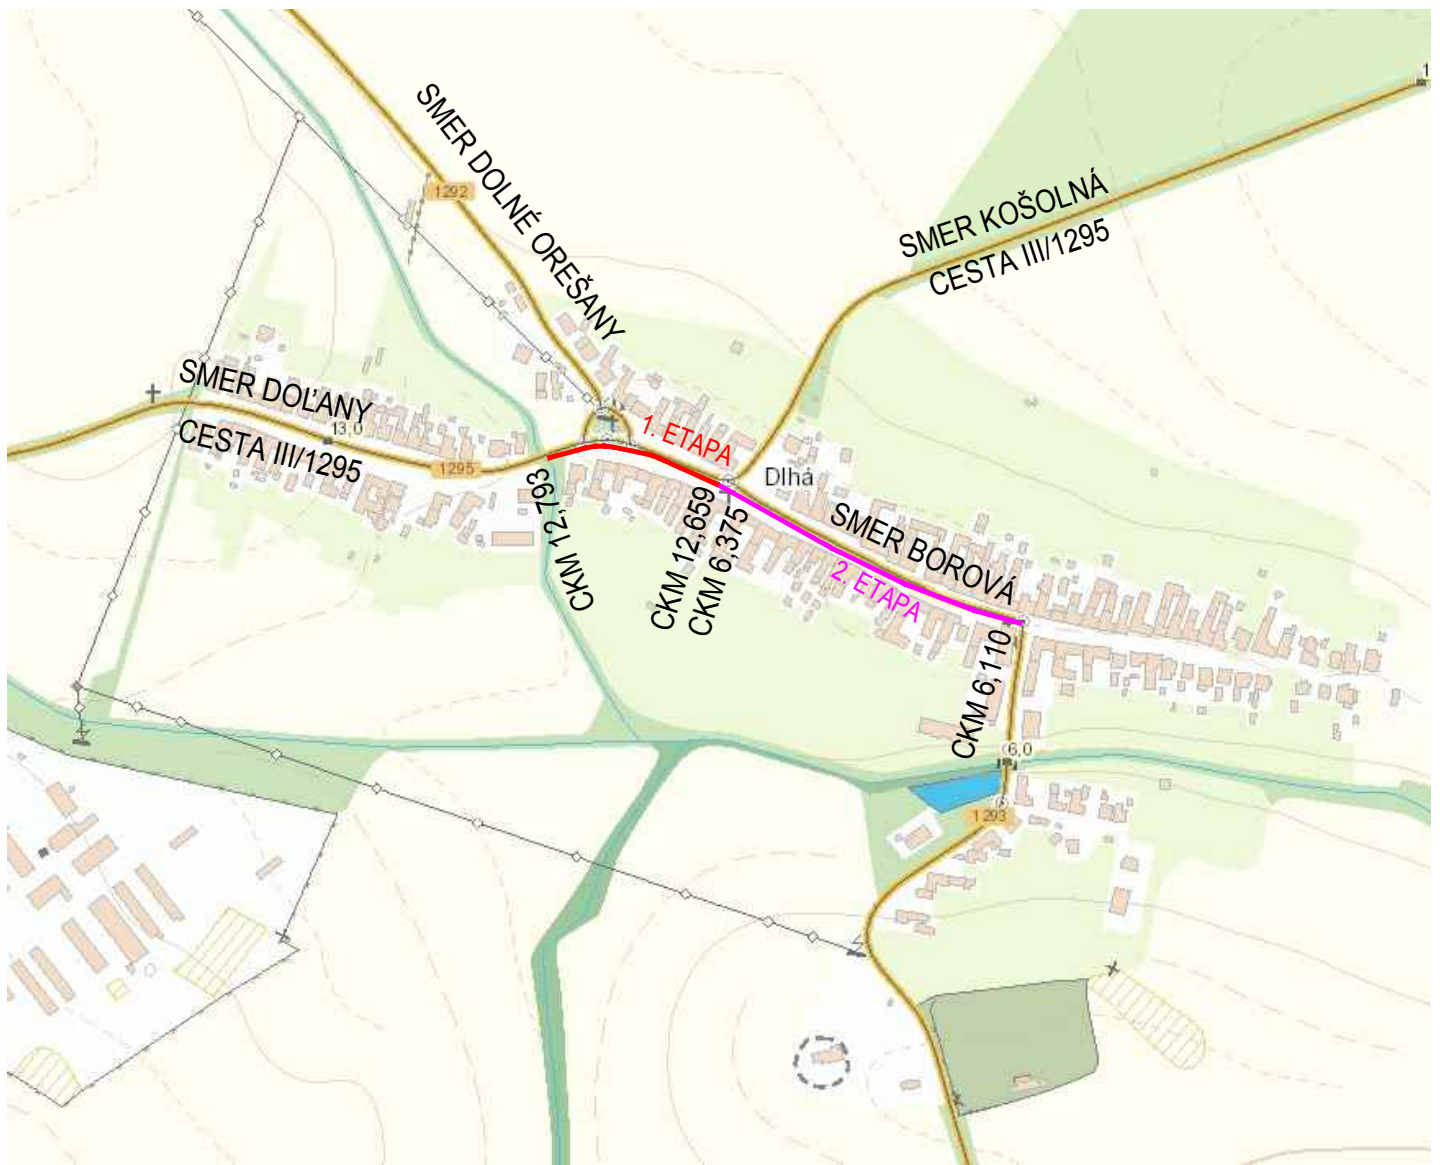 1
SMER DOLNÉ OREŠANY
1292
SMER KOŠOLNÁ
CESTA III/1295
SMER DOĽANY
13,0
CESTA III/1295
1295
1. ETAPA
Dlhá
CKM 12,793
CKM 12,659
CKM 6,375
SMER BOROVÁ
2. ETAPA
CKM 6,110
6,0
1293